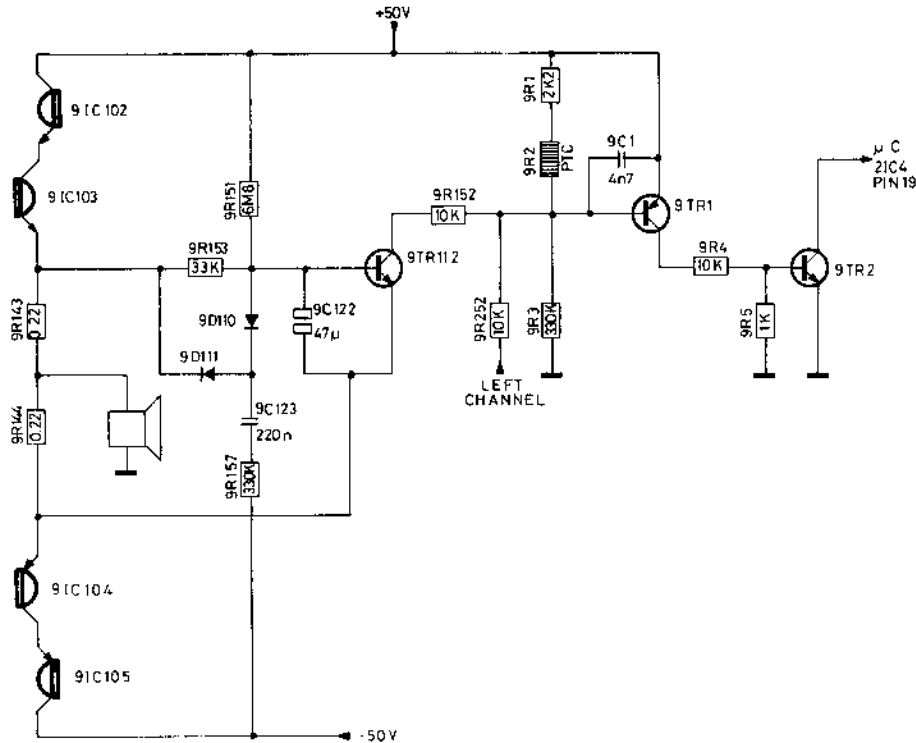 +50V
9IC102
9IC103
9R151
6M8
9R1
2K2
9R2
PTC
9C1
4n7
µC
2IC4
PIN19
9R152
10K
9TR1
9R153
33K
9TR112
9R4
10K
9TR2
9R143
0.22
9D110
9C122
47µ
9R252
10K
9R3
330K
9R5
1K
9D111
LEFT
CHANNEL
9R144
0.22
9C123
220n
9R157
330K
9IC104
9IC105
-50V